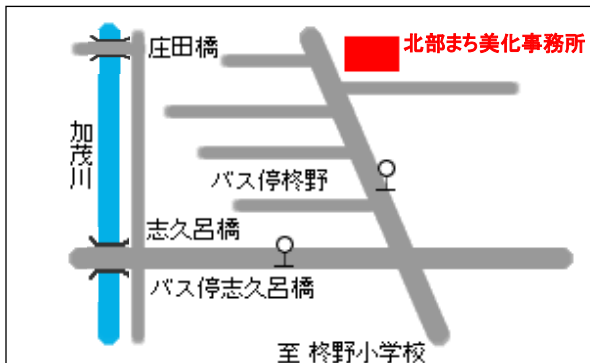 庄田橋
北部まち美化事務所
加茂川
バス停柊野
志久呂橋
バス停志久呂橋
至 柊野小学校